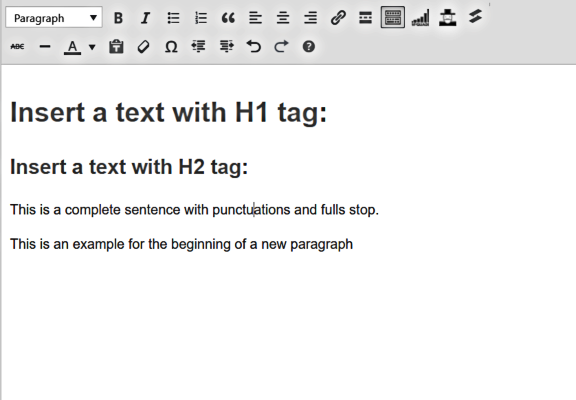 Paragraph
B I
ABC A Ω
Insert a text with H1 tag:
Insert a text with H2 tag:
This is a complete sentence with punctuations and fulls stop.
This is an example for the beginning of a new paragraph